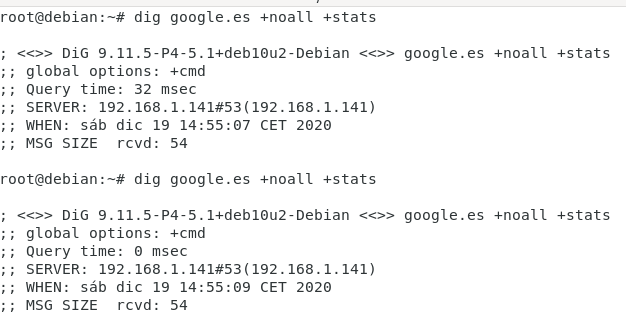 root@debian:~# dig google.es +noall +stats

; <<>> DiG 9.11.5-P4-5.1+deb10u2-Debian <<>> google.es +noall +stats
;; global options: +cmd
;; Query time: 32 msec
;; SERVER: 192.168.1.141#53(192.168.1.141)
;; WHEN: sáb dic 19 14:55:07 CET 2020
;; MSG SIZE  rcvd: 54

root@debian:~# dig google.es +noall +stats

; <<>> DiG 9.11.5-P4-5.1+deb10u2-Debian <<>> google.es +noall +stats
;; global options: +cmd
;; Query time: 0 msec
;; SERVER: 192.168.1.141#53(192.168.1.141)
;; WHEN: sáb dic 19 14:55:09 CET 2020
;; MSG SIZE  rcvd: 54